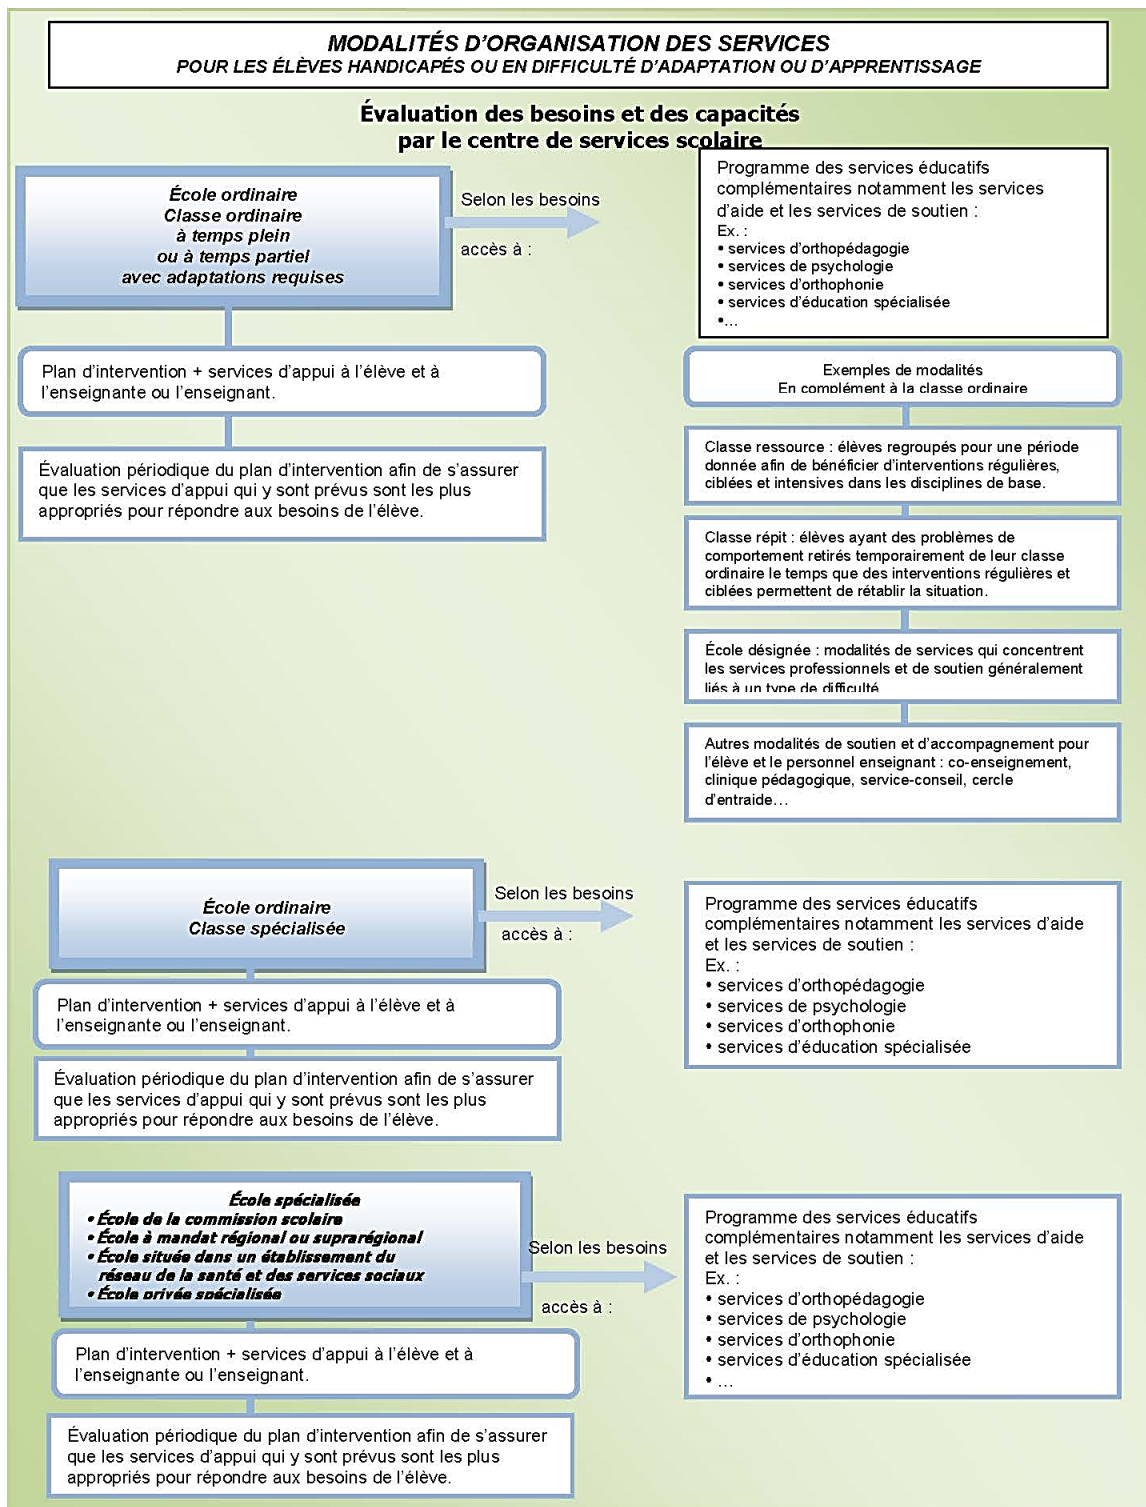 MODALITÉS D'ORGANISATION DES SERVICES
POUR LES ÉLÈVES HANDICAPÉS OU EN DIFFICULTÉ D'ADAPTATION OU D'APPRENTISSAGE
Évaluation des besoins et des capacités
par le centre de services scolaire
École ordinaire
Classe ordinaire
à temps plein
ou à temps partiel
avec adaptations requises
Selon les besoins
accès à :
Programme des services éducatifs
complémentaires notamment les services
d'aide et les services de soutien :
Ex. :
• services d'orthopédagogie
• services de psychologie
• services d'orthophonie
• services d'éducation spécialisée
•…
Plan d'intervention + services d'appui à l'élève et à
l'enseignante ou l'enseignant.
Évaluation périodique du plan d'intervention afin de s'assurer
que les services d'appui qui y sont prévus sont les plus
appropriés pour répondre aux besoins de l'élève.
Exemples de modalités
En complément à la classe ordinaire
Classe ressource : élèves regroupés pour une période
donnée afin de bénéficier d'interventions régulières,
ciblées et intensives dans les disciplines de base.
Classe répit : élèves ayant des problèmes de
comportement retirés temporairement de leur classe
ordinaire le temps que des interventions régulières et
ciblées permettent de rétablir la situation.
École désignée : modalités de services qui concentrent
les services professionnels et de soutien généralement
liés à un type de difficulté
Autres modalités de soutien et d'accompagnement pour
l'élève et le personnel enseignant : co-enseignement,
clinique pédagogique, service-conseil, cercle
d'entraide…
École ordinaire
Classe spécialisée
Selon les besoins
accès à :
Programme des services éducatifs
complémentaires notamment les services d'aide
et les services de soutien :
Ex. :
• services d'orthopédagogie
• services de psychologie
• services d'orthophonie
• services d'éducation spécialisée
Plan d'intervention + services d'appui à l'élève et à
l'enseignante ou l'enseignant.
Évaluation périodique du plan d'intervention afin de s'assurer
que les services d'appui qui y sont prévus sont les plus
appropriés pour répondre aux besoins de l'élève.
École spécialisée
• École de la commission scolaire
• École à mandat régional ou suprarégional
• École située dans un établissement du
réseau de la santé et des services sociaux
• École privée spécialisée
Selon les besoins
accès à :
Programme des services éducatifs
complémentaires notamment les services d'aide
et les services de soutien :
Ex. :
• services d'orthopédagogie
• services de psychologie
• services d'orthophonie
• services d'éducation spécialisée
• …
Plan d'intervention + services d'appui à l'élève et à
l'enseignante ou l'enseignant.
Évaluation périodique du plan d'intervention afin de s'assurer
que les services d'appui qui y sont prévus sont les plus
appropriés pour répondre aux besoins de l'élève.